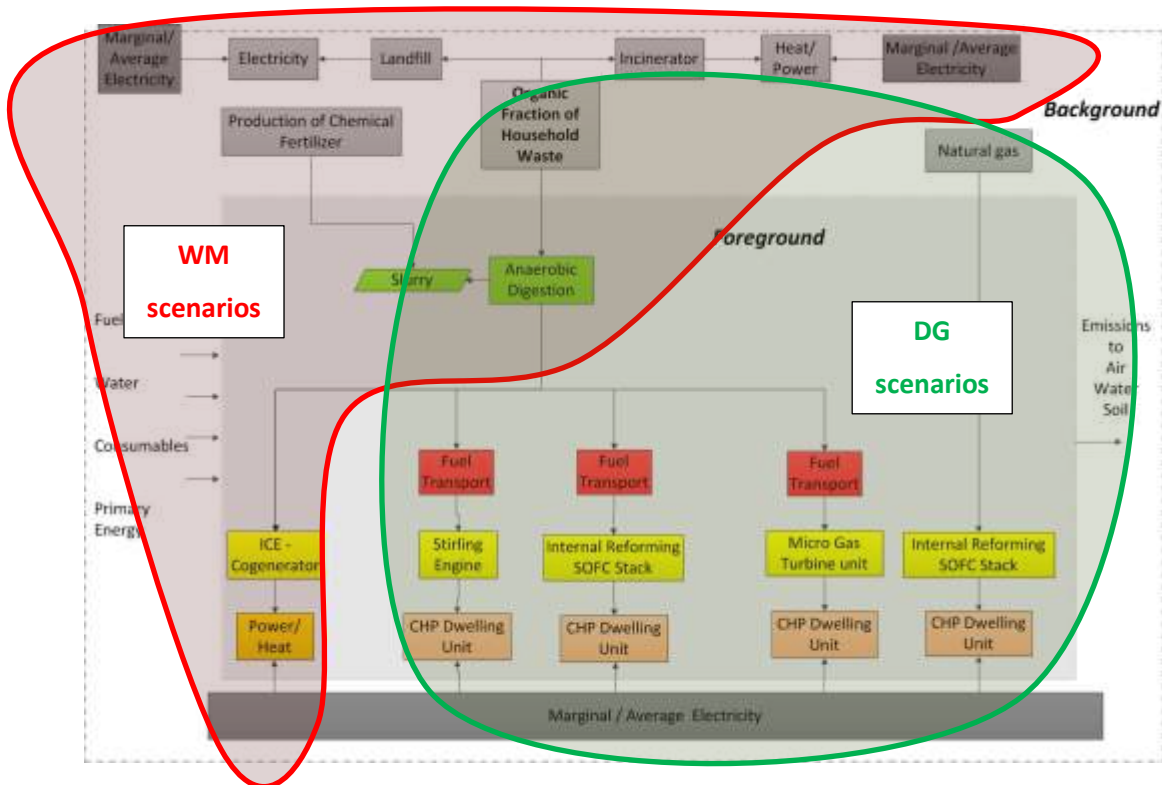 Marginal/
Average
Electricity
Electricity
Landfill
Incinerator
Heat/
Power
Marginal /Average
Electricity
Background
Production of Chemical
Fertilizer
Organic
Fraction of
Household
Waste
Natural gas
Foreground
WM
scenarios
Slurry
Anaerobic
Digestion
DG
scenarios
Fuel
Water
Consumables
Primary
Energy
Emissions
to
Air
Water
Soil
Fuel
Transport
Fuel
Transport
Fuel
Transport
ICE -
Cogenerator
Stirling
Engine
Internal Reforming
SOFC Stack
Micro Gas
Turbine unit
Internal Reforming
SOFC Stack
Power/
Heat
CHP Dwelling
Unit
CHP Dwelling
Unit
CHP Dwelling
Unit
CHP Dwelling
Unit
Marginal / Average Electricity